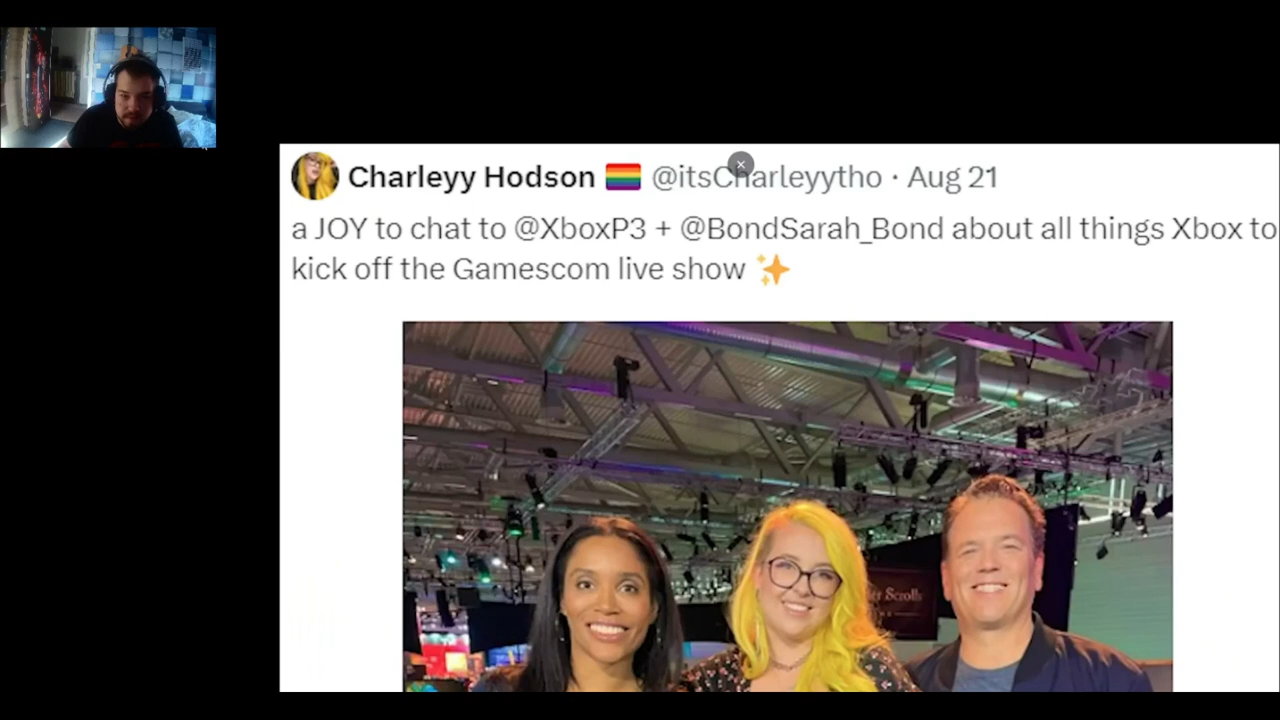 Charleyy Hodson @itsCharleyytho · Aug 21
a JOY to chat to @XboxP3 + @BondSarah_Bond about all things Xbox to
kick off the Gamescom live show
Scrolls